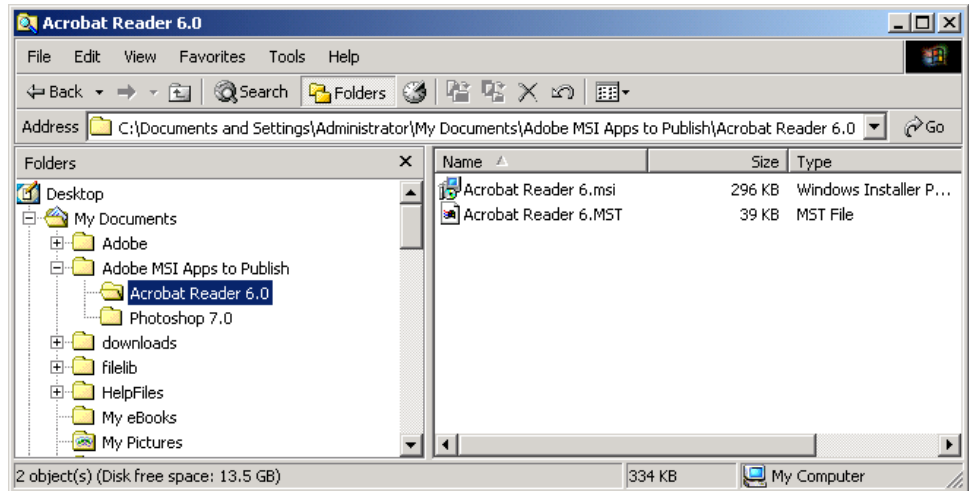 Acrobat Reader 6.0
File Edit View Favorites Tools Help
Back Search Folders
Address C:\Documents and Settings\Administrator\My Documents\Adobe MSI Apps to Publish\Acrobat Reader 6.0 Go
Folders
Name Size Type
Desktop
My Documents
Adobe
Adobe MSI Apps to Publish
Acrobat Reader 6.0
Photoshop 7.0
downloads
filelib
HelpFiles
My eBooks
My Pictures
Acrobat Reader 6.msi 296 KB Windows Installer P...
Acrobat Reader 6.MST 39 KB MST File
2 object(s) (Disk free space: 13.5 GB) 334 KB My Computer